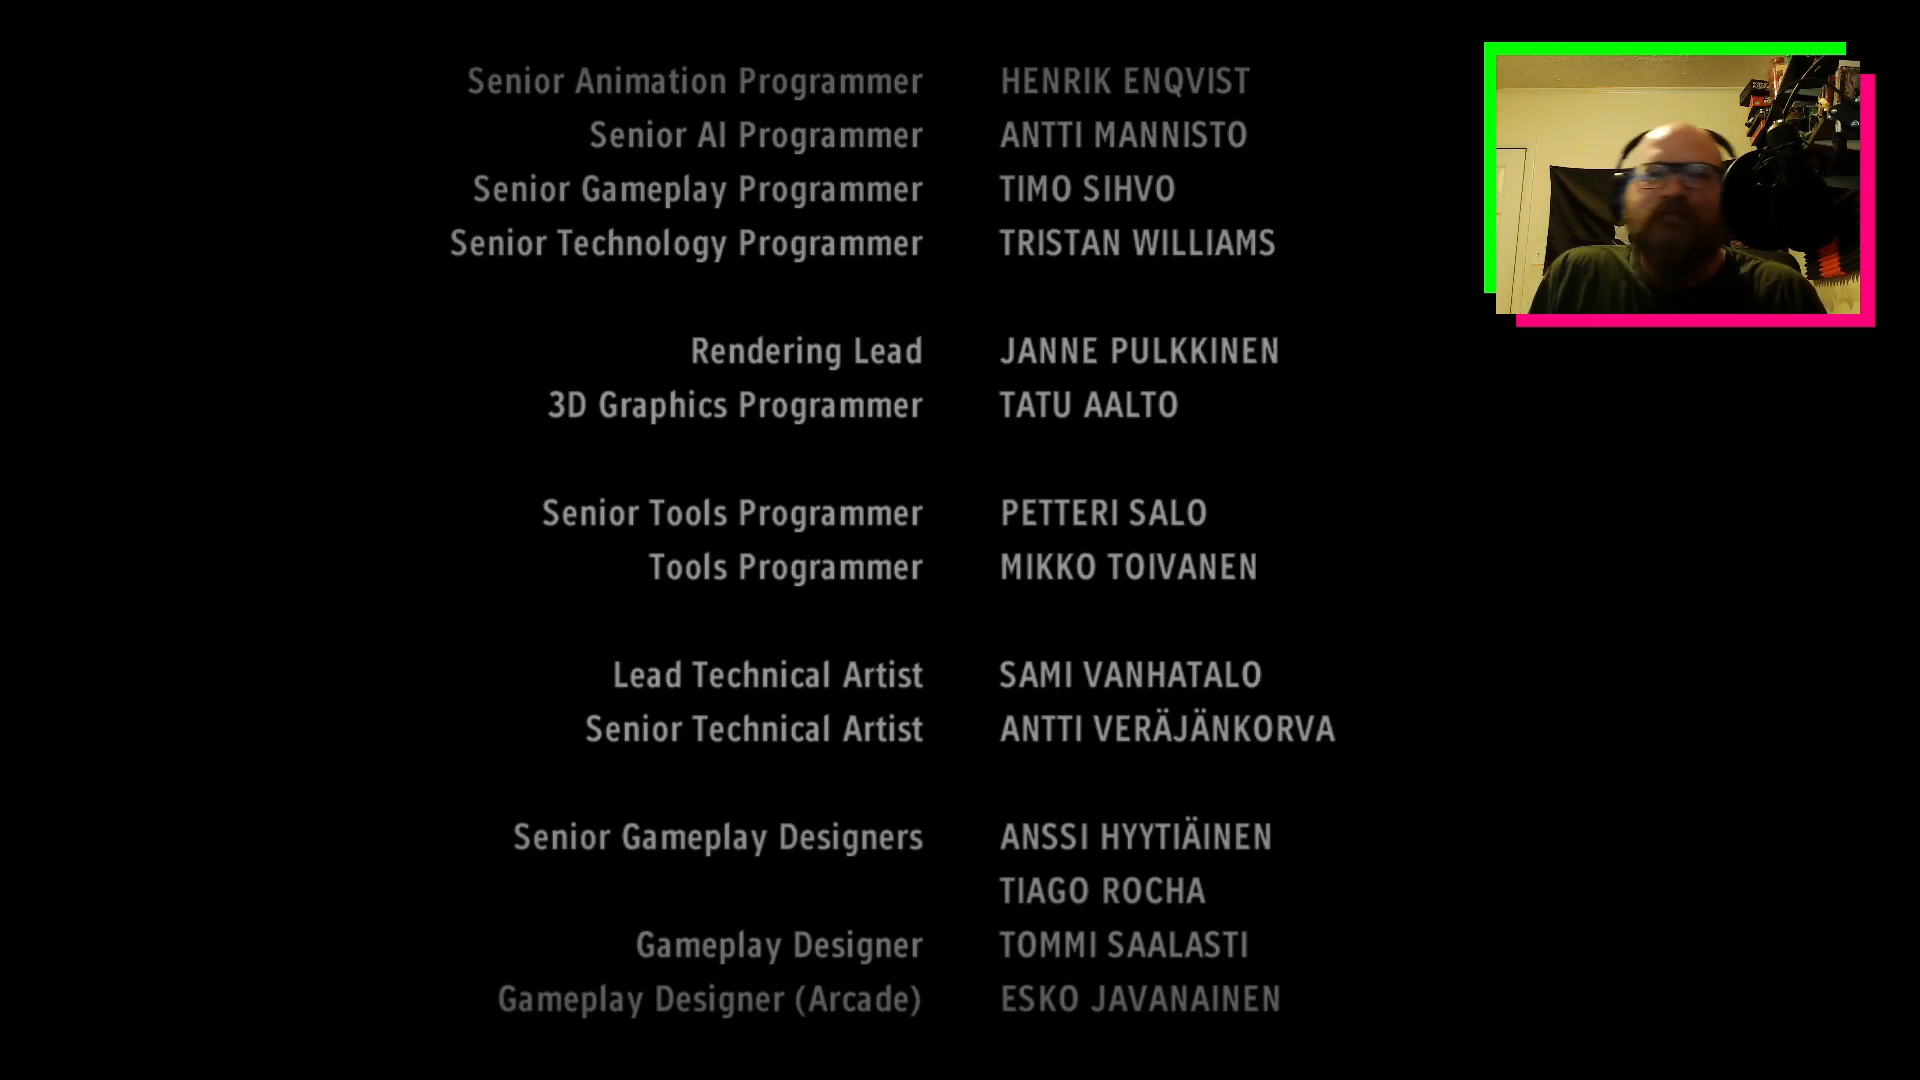 Senior Animation Programmer HENRIK ENQVIST
Senior AI Programmer ANTTI MANNISTO
Senior Gameplay Programmer TIMO SIHVO
Senior Technology Programmer TRISTAN WILLIAMS
Rendering Lead JANNE PULKKINEN
3D Graphics Programmer TATU AALTO
Senior Tools Programmer PETTERI SALO
Tools Programmer MIKKO TOIVANEN
Lead Technical Artist SAMI VANHATALO
Senior Technical Artist ANTTI VERÄJÄNKORVA
Senior Gameplay Designers ANSSI HYYTIÄINEN
TIAGO ROCHA
Gameplay Designer TOMMI SAALASTI
Gameplay Designer (Arcade) ESKO JAVANAINEN